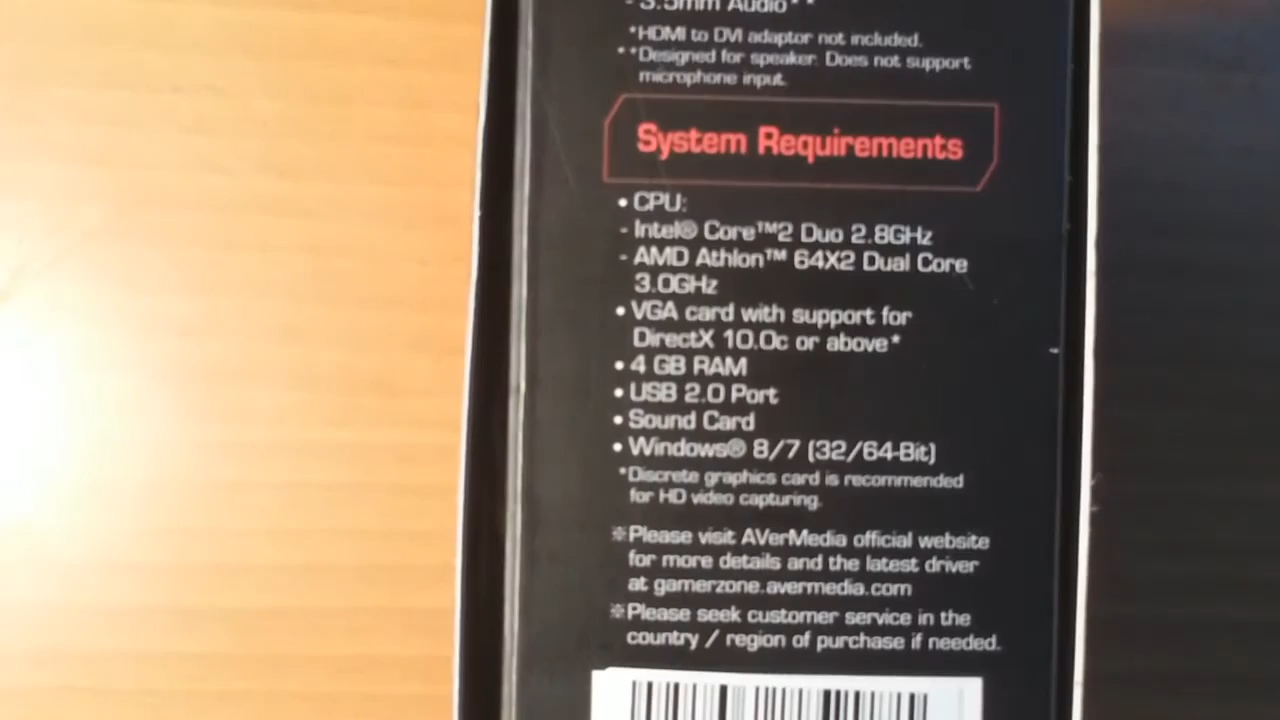 - 3.5mm Audio**
*HDMI to DVI adaptor not included.
**Designed for speaker. Does not support
microphone input.
System Requirements
• CPU:
- Intel® Core™2 Duo 2.8GHz
- AMD Athlon™ 64X2 Dual Core
3.0GHz
• VGA card with support for
DirectX 10.0c or above*
• 4 GB RAM
• USB 2.0 Port
• Sound Card
• Windows® 8/7 (32/64-Bit)
*Discrete graphics card is recommended
for HD video capturing.
※Please visit AVerMedia official website
for more details and the latest driver
at gamerzone.avermedia.com
※Please seek customer service in the
country / region of purchase if needed.